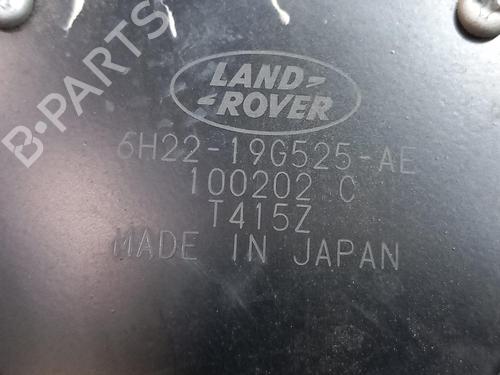 B-PARTS
LAND-
-ROVER
6H22-19G525-AE
100202 C
T415Z
MADE IN JAPAN